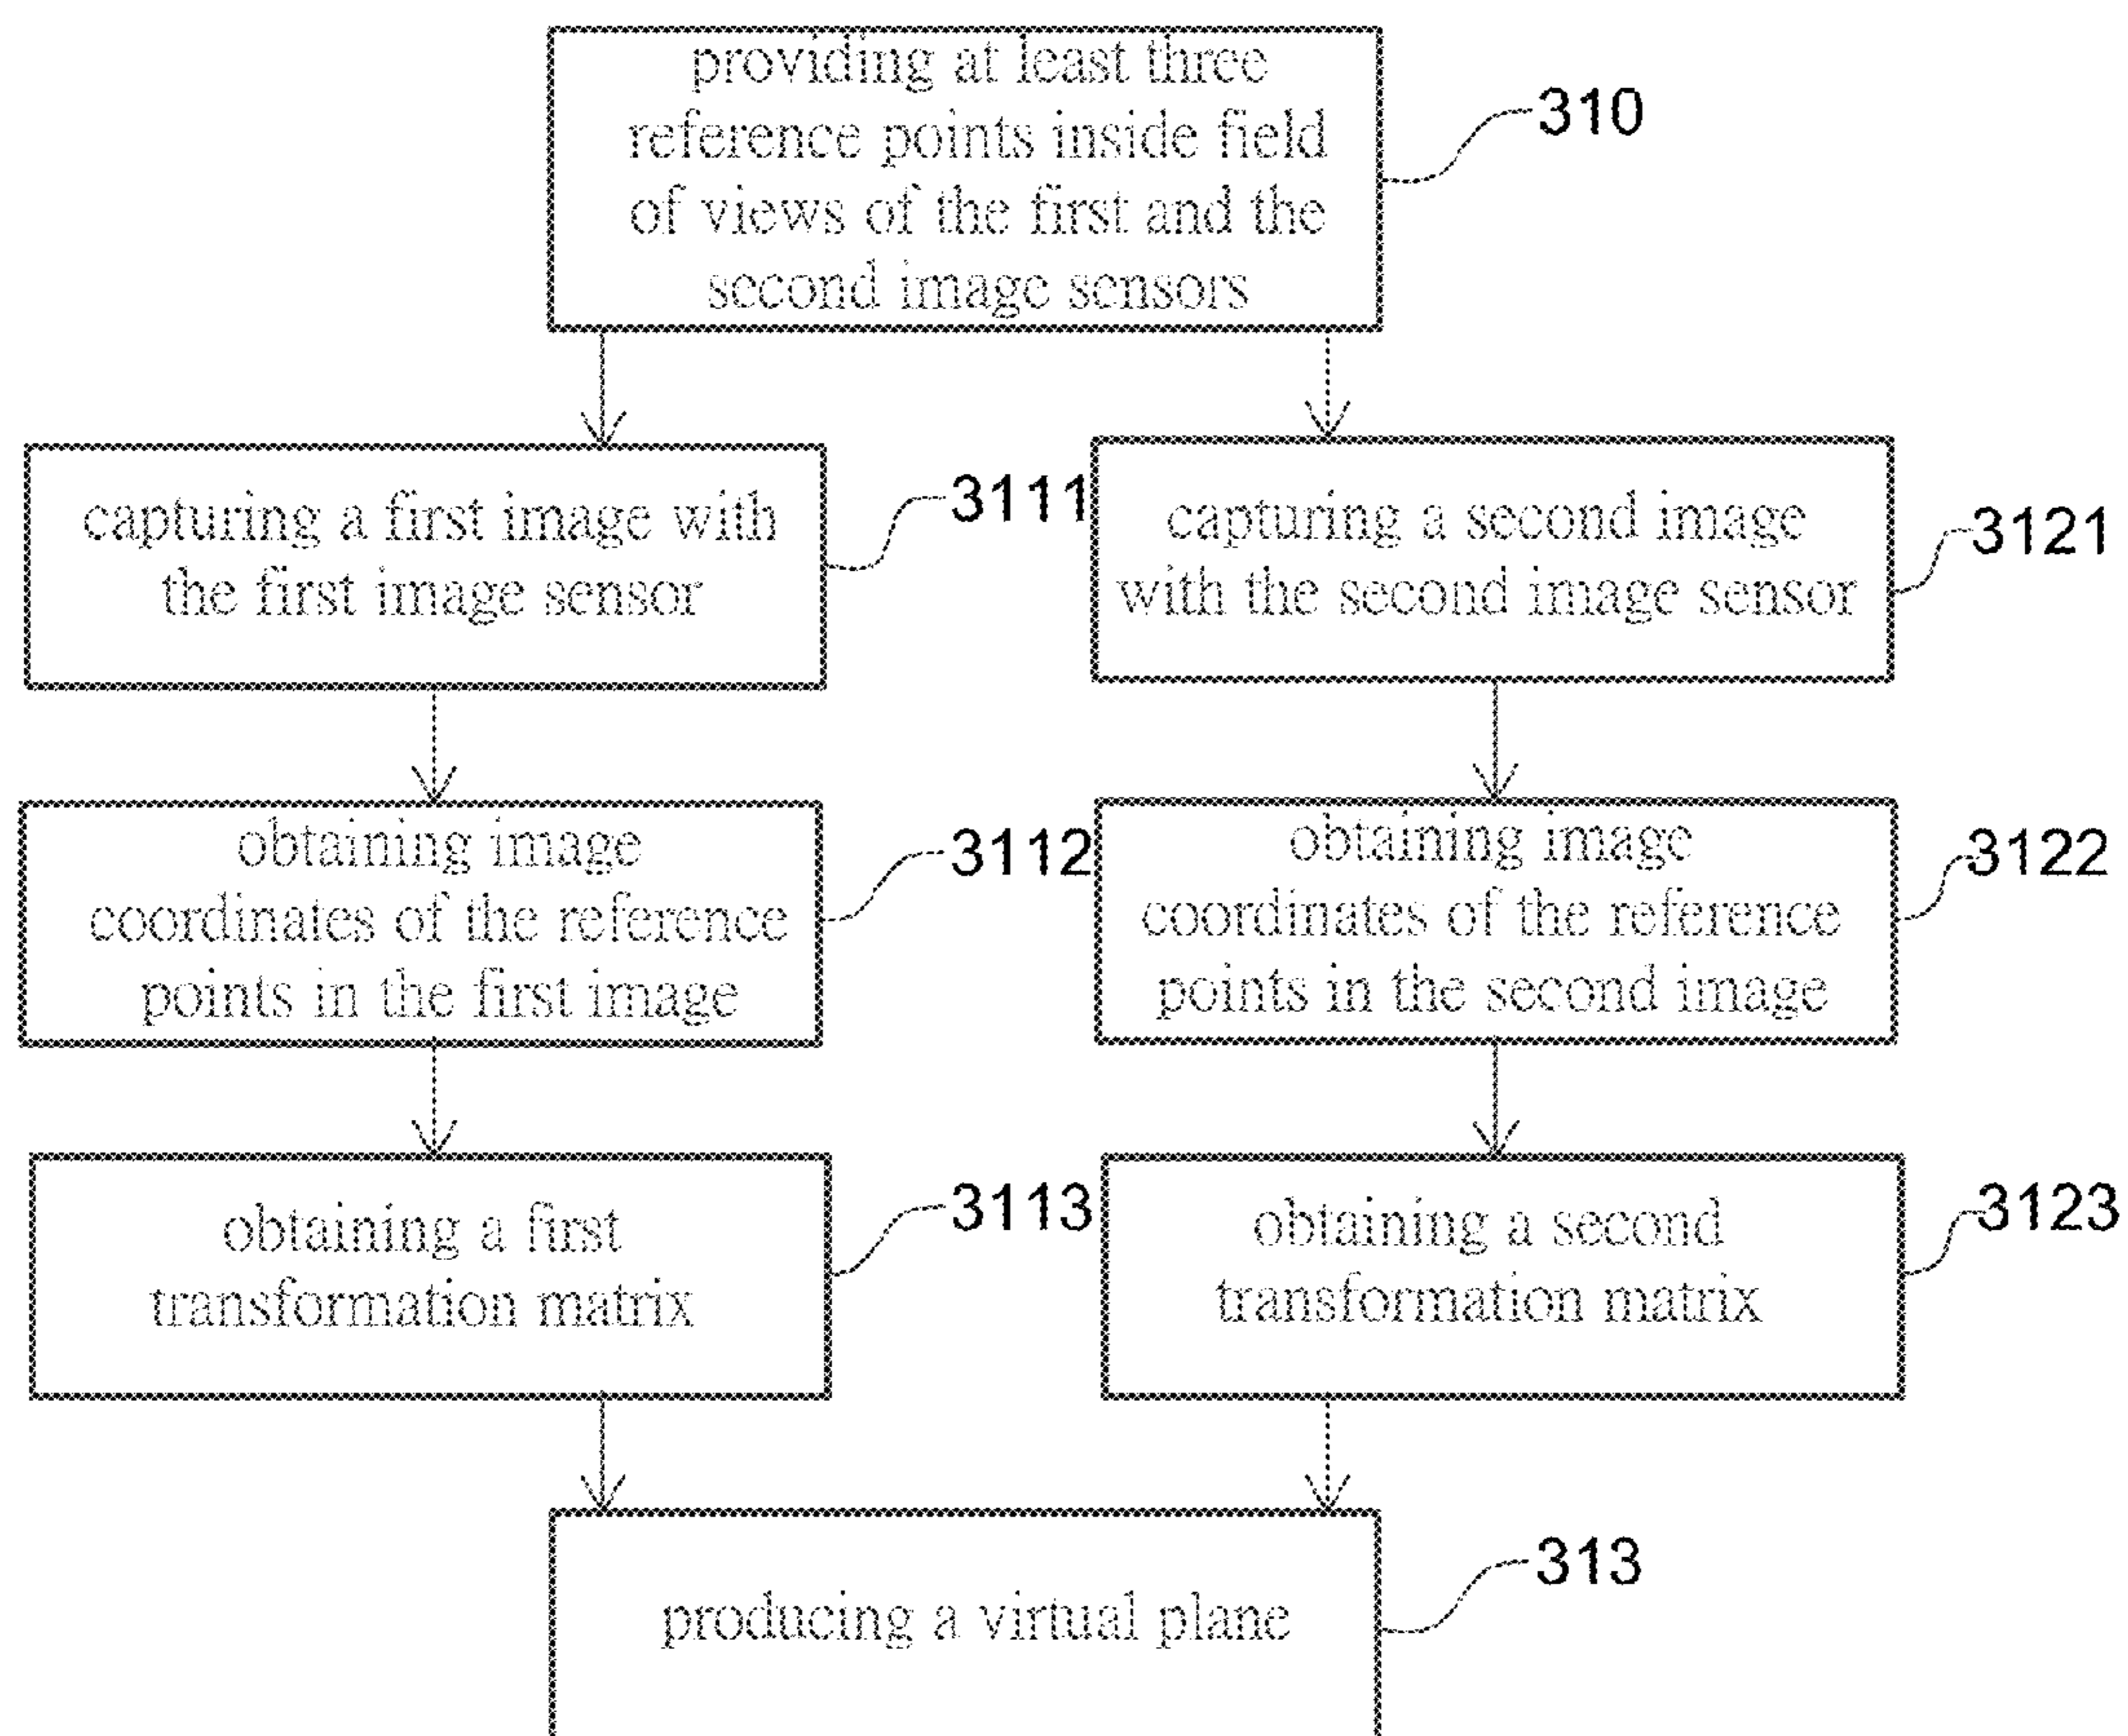 providing at least three
reference points inside field
of views of the first and the
second image sensors
310
capturing a first image with
the first image sensor
3111
capturing a second image
with the second image sensor
3121
obtaining image
coordinates of the reference
points in the first image
3112
obtaining image
coordinates of the reference
points in the second image
3122
obtaining a first
transformation matrix
3113
obtaining a second
transformation matrix
3123
producing a virtual plane
313